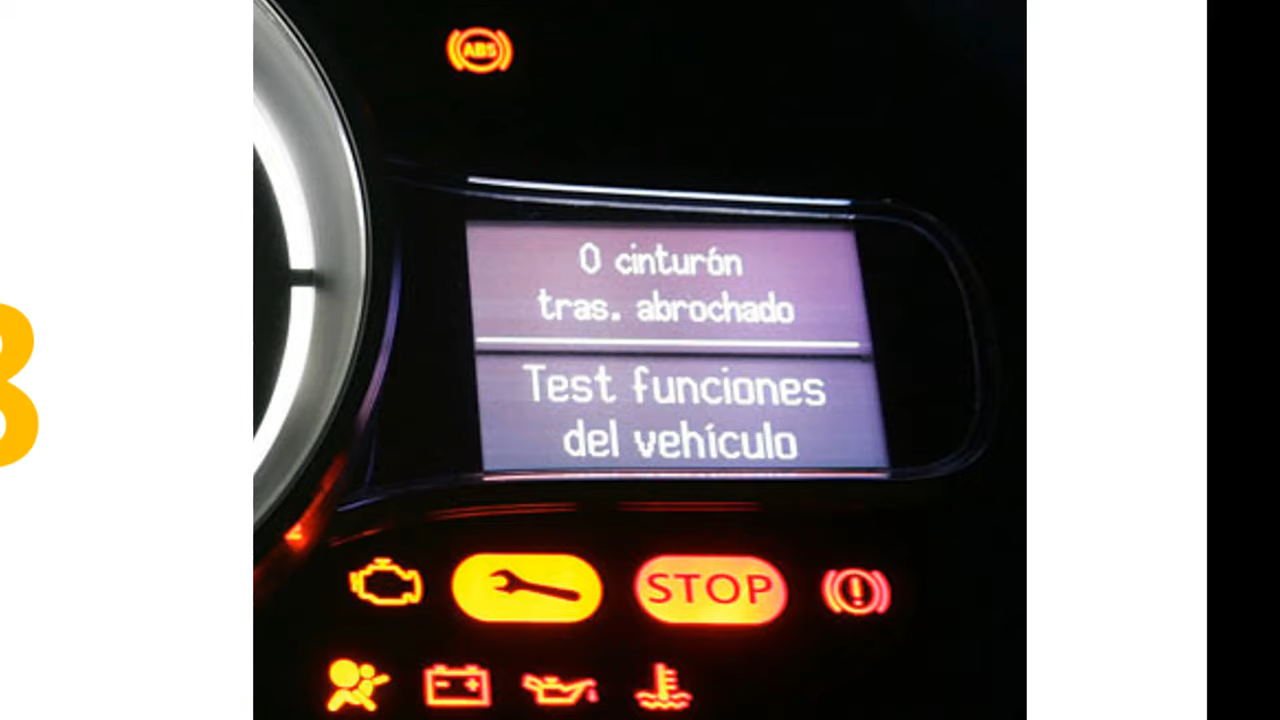 ABS
0 cinturón
tras. abrochado
Test funciones
del vehículo
STOP